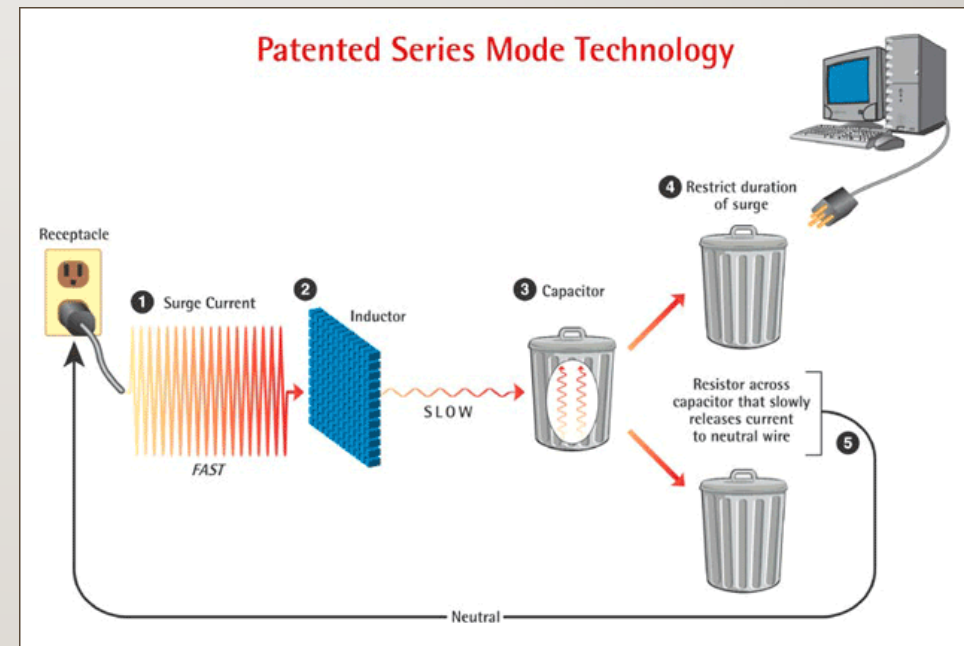 Patented Series Mode Technology
4 Restrict duration
of surge
Receptacle
1 Surge Current
2
Inductor
3 Capacitor
SLOW
FAST
Resistor across
capacitor that slowly
releases current
to neutral wire
5
Neutral